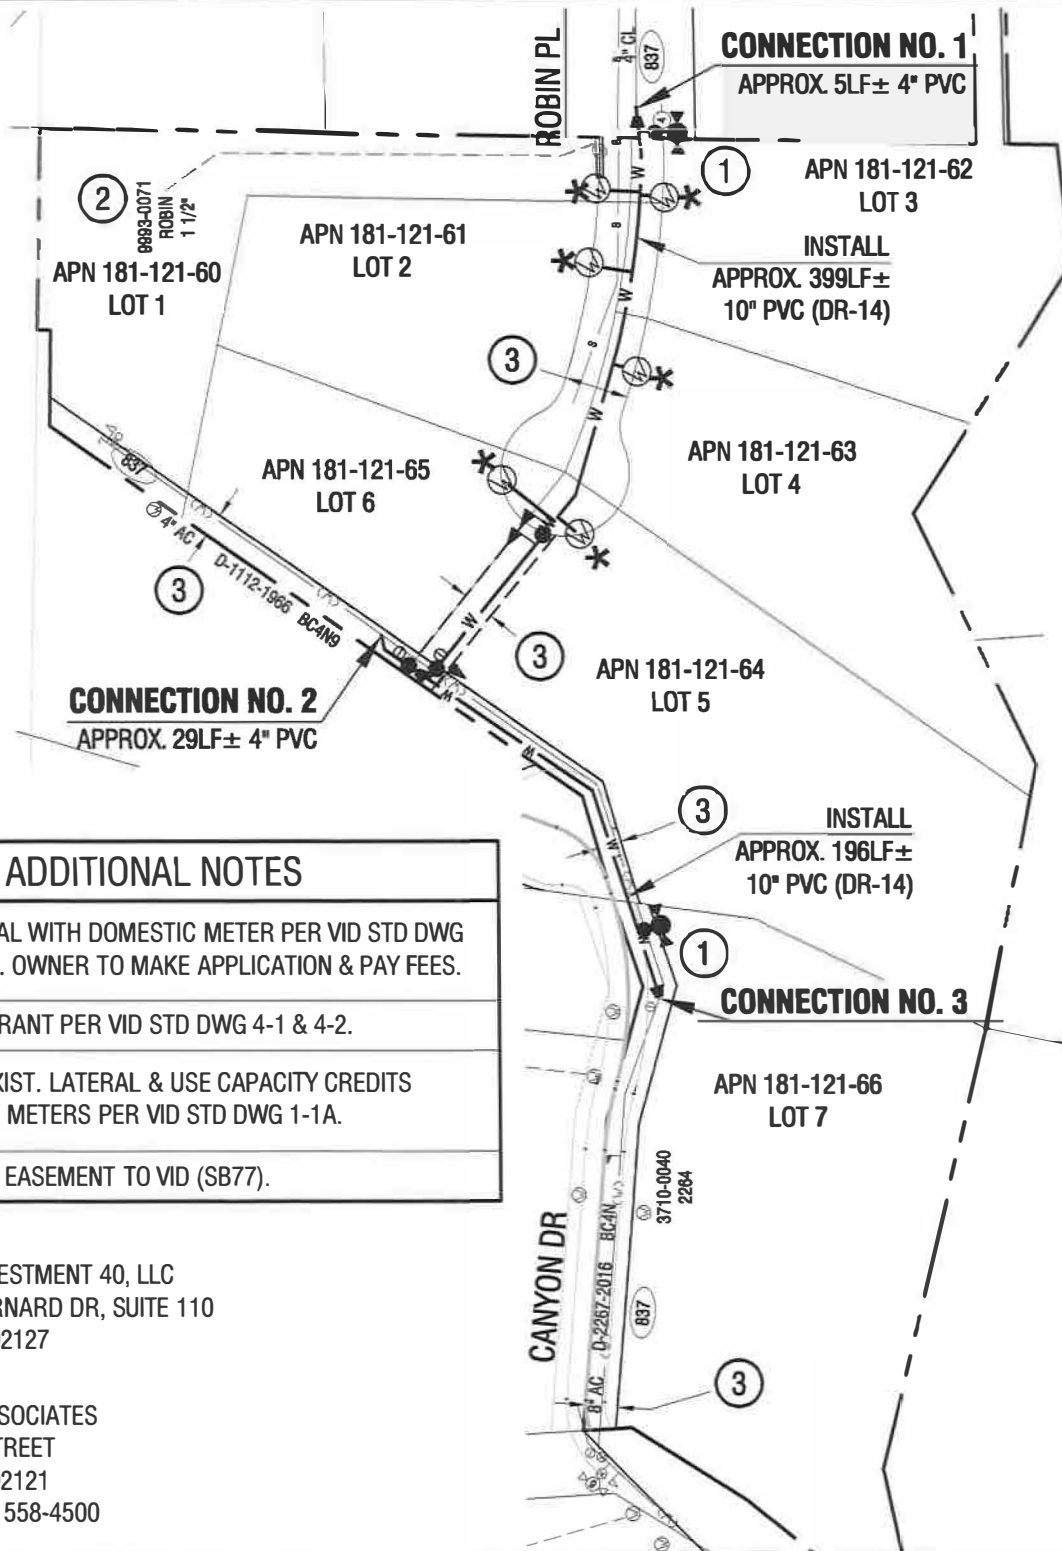 ROBIN PL
4" CL
837
CONNECTION NO. 1
APPROX. 5LF± 4" PVC
4
1
APN 181-121-62
LOT 3
2
9993-0071
ROBIN
1 1/2"
APN 181-121-60
LOT 1
APN 181-121-61
LOT 2
INSTALL
APPROX. 399LF±
10" PVC (DR-14)
W
8
W
8
W
3
APN 181-121-65
LOT 6
APN 181-121-63
LOT 4
837
4" AC
D-1112-1966
BC4N9
3
W
3
APN 181-121-64
LOT 5
CONNECTION NO. 2
APPROX. 29LF± 4" PVC
W
W
3
W
INSTALL
APPROX. 196LF±
10" PVC (DR-14)
1
CONNECTION NO. 3
APN 181-121-66
LOT 7
ADDITIONAL NOTES
AL WITH DOMESTIC METER PER VID STD DWG
. OWNER TO MAKE APPLICATION & PAY FEES.
RANT PER VID STD DWG 4-1 & 4-2.
XIST. LATERAL & USE CAPACITY CREDITS
METERS PER VID STD DWG 1-1A.
EASEMENT TO VID (SB77).
3710-0040
2264
CANYON DR
8" AC
D-2267-2016
BC4N
837
3
ESTMENT 40, LLC
RNARD DR, SUITE 110
92127
SOCIATES
TREET
92121
558-4500